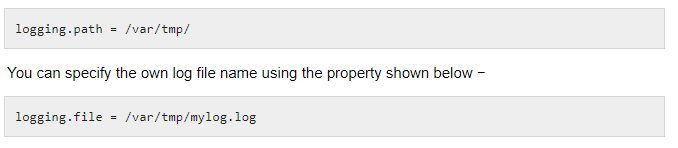 logging.path = /var/tmp/
You can specify the own log file name using the property shown below −
logging.file = /var/tmp/mylog.log